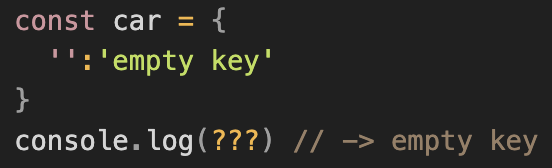 const car = {
  '':'empty key'
}
console.log(???) // -> empty key